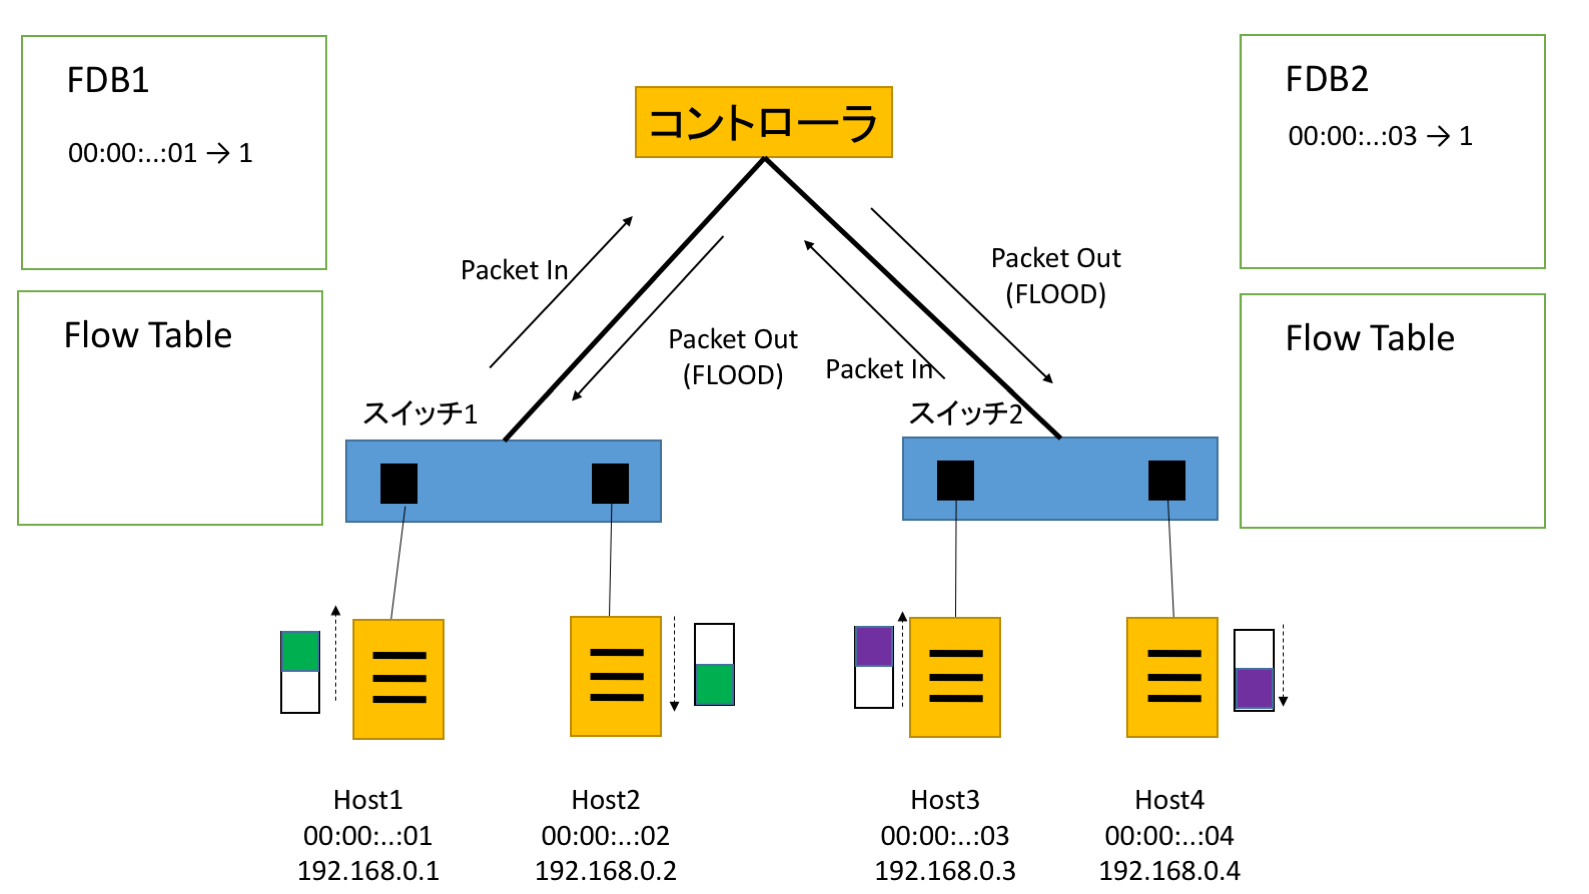 FDB1
00:00:..:01 → 1
FDB2
00:00:..:03 → 1
コントローラ
Packet In
Packet Out
(FLOOD)
Packet Out
(FLOOD)
Packet In
Flow Table
Flow Table
スイッチ1
スイッチ2
Host1
00:00:..:01
192.168.0.1
Host2
00:00:..:02
192.168.0.2
Host3
00:00:..:03
192.168.0.3
Host4
00:00:..:04
192.168.0.4